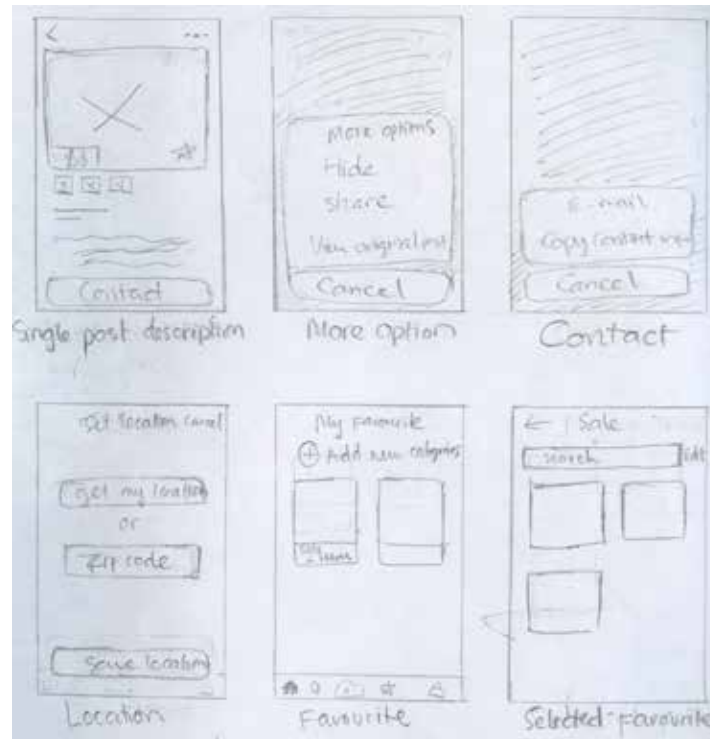 Contact
Single post description
More options
Hide
share
View original post
Cancel
More option
E-mail
Copy contact
Cancel
Contact
Set location Cancel
Get my location
or
Zip code
Save location
Location
My Favourite
Add new categories
Favourite
Sale
search
Edit
Selected-favourite